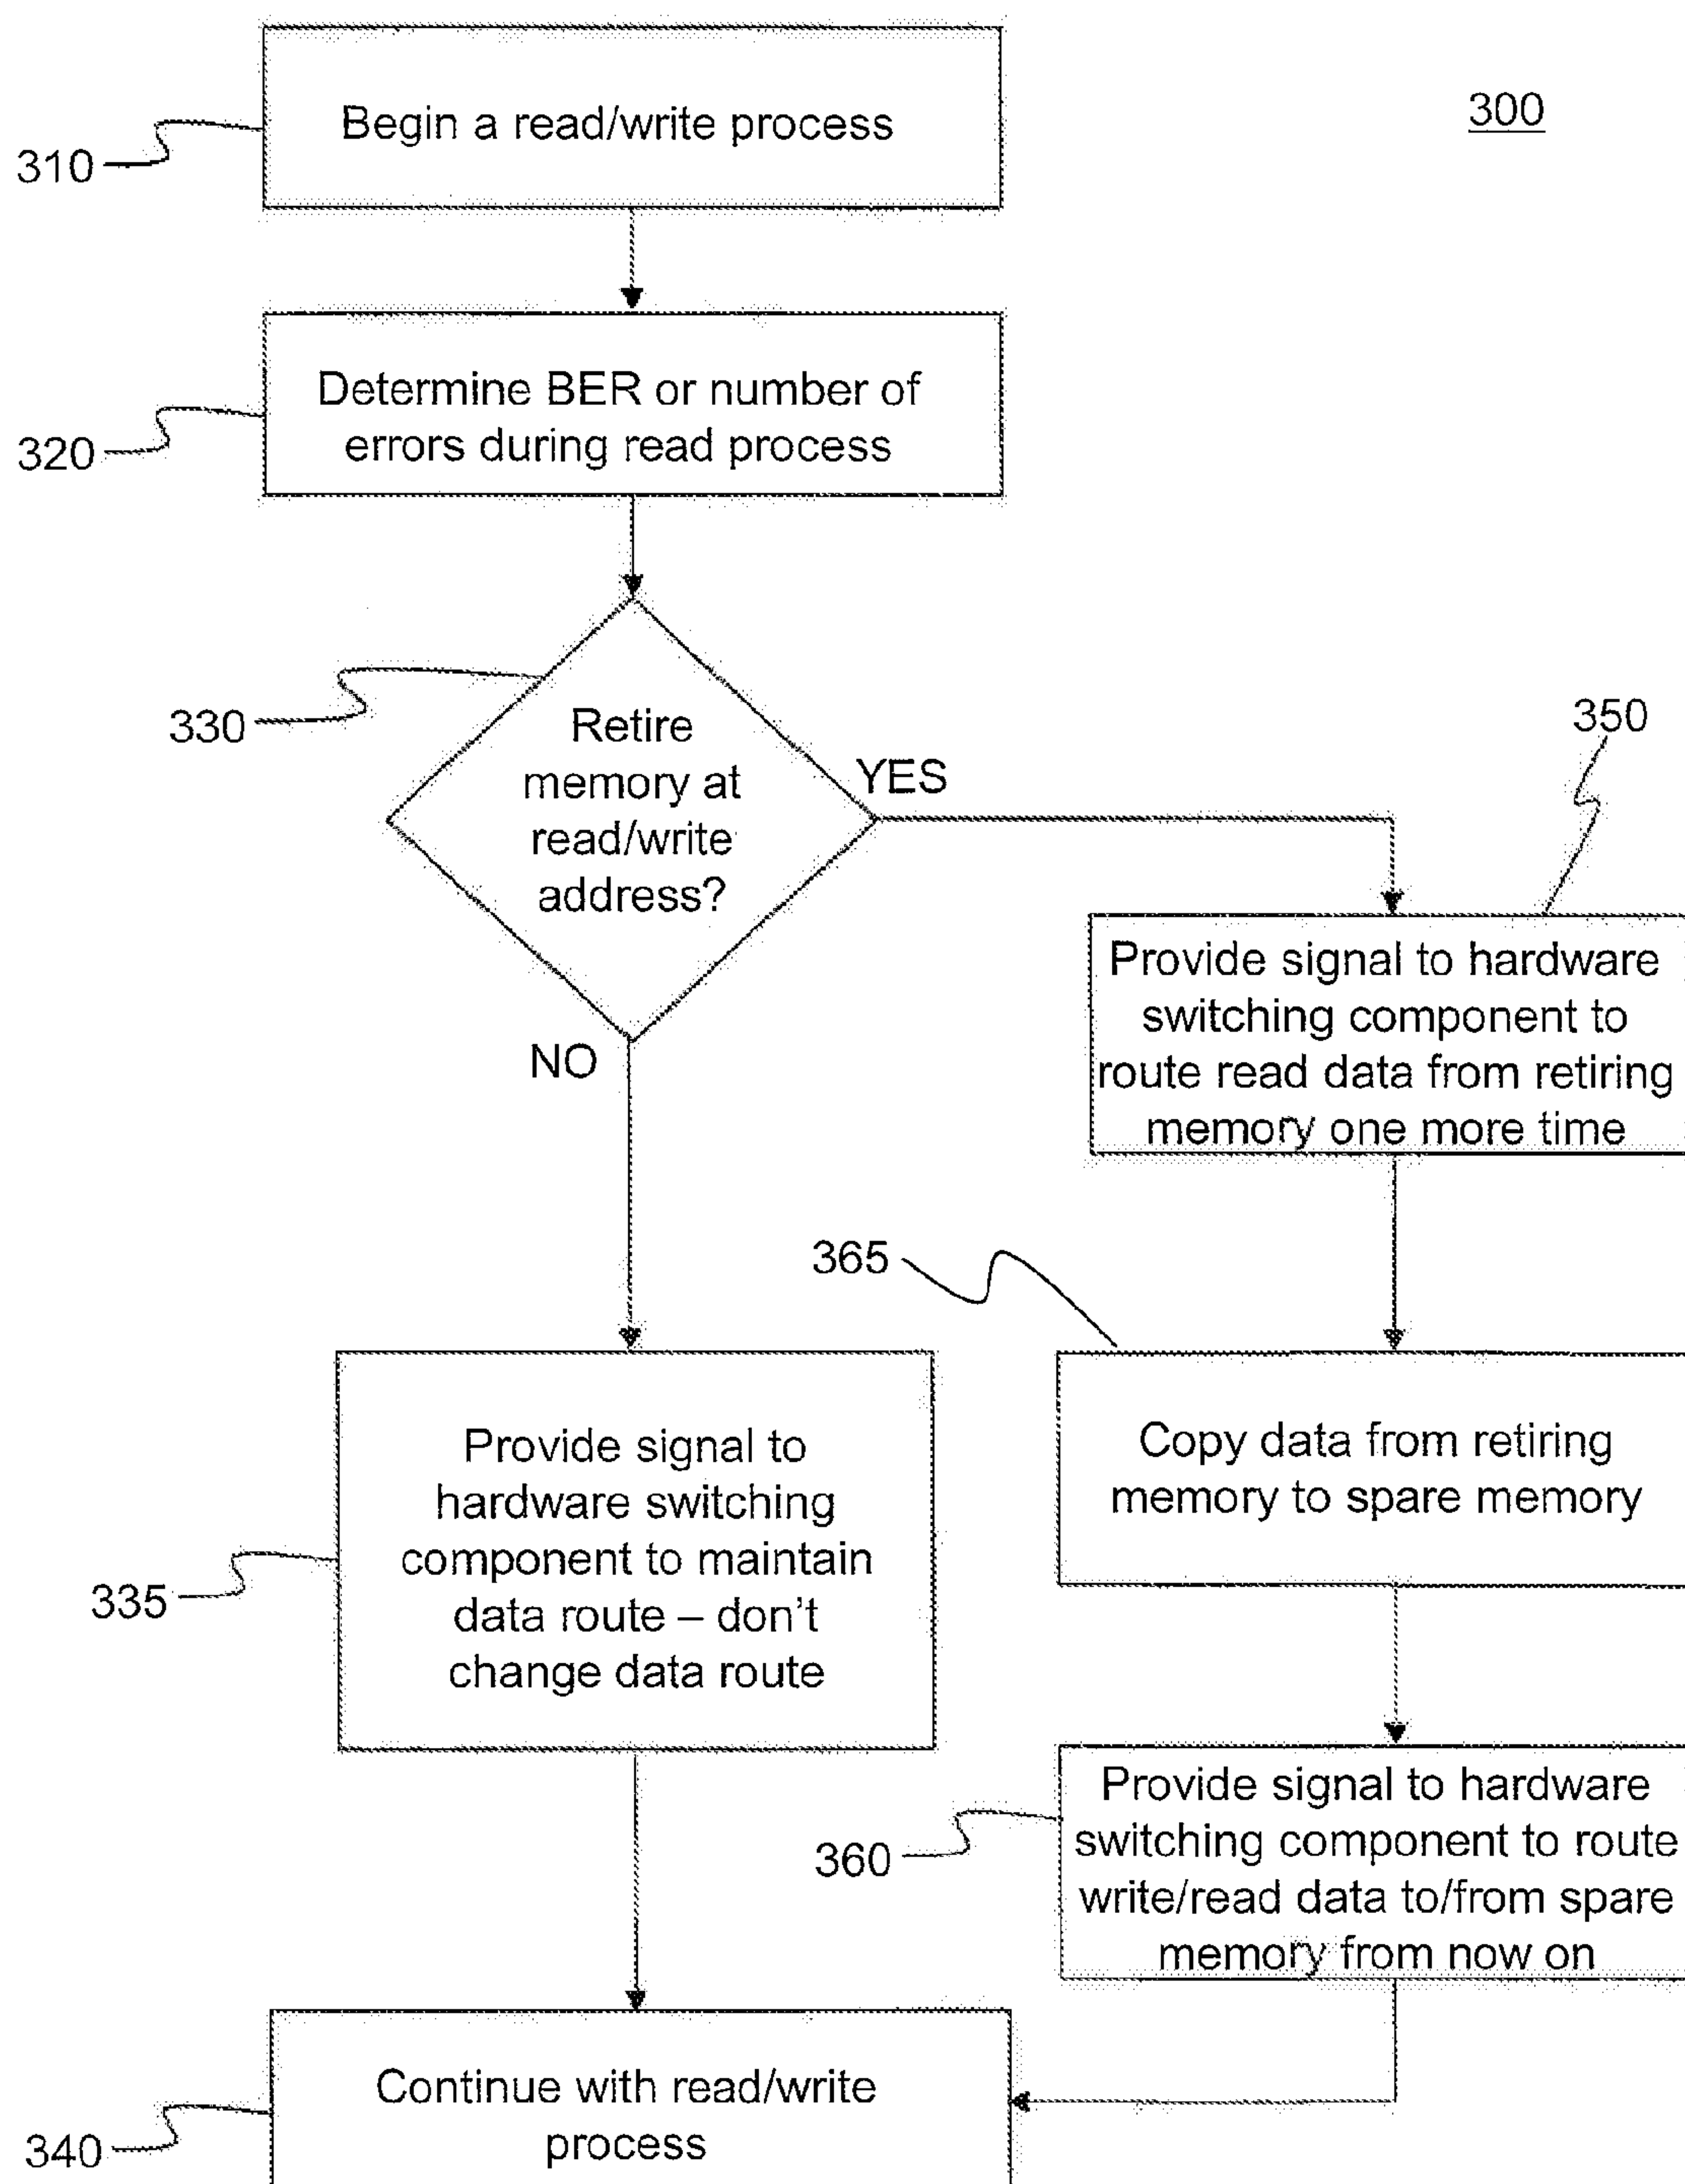 300
310
Begin a read/write process
320
Determine BER or number of
errors during read process
330
Retire
memory at
read/write
address?
YES
NO
350
Provide signal to hardware
switching component to
route read data from retiring
memory one more time
365
Copy data from retiring
memory to spare memory
335
Provide signal to
hardware switching
component to maintain
data route – don't
change data route
360
Provide signal to hardware
switching component to route
write/read data to/from spare
memory from now on
340
Continue with read/write
process